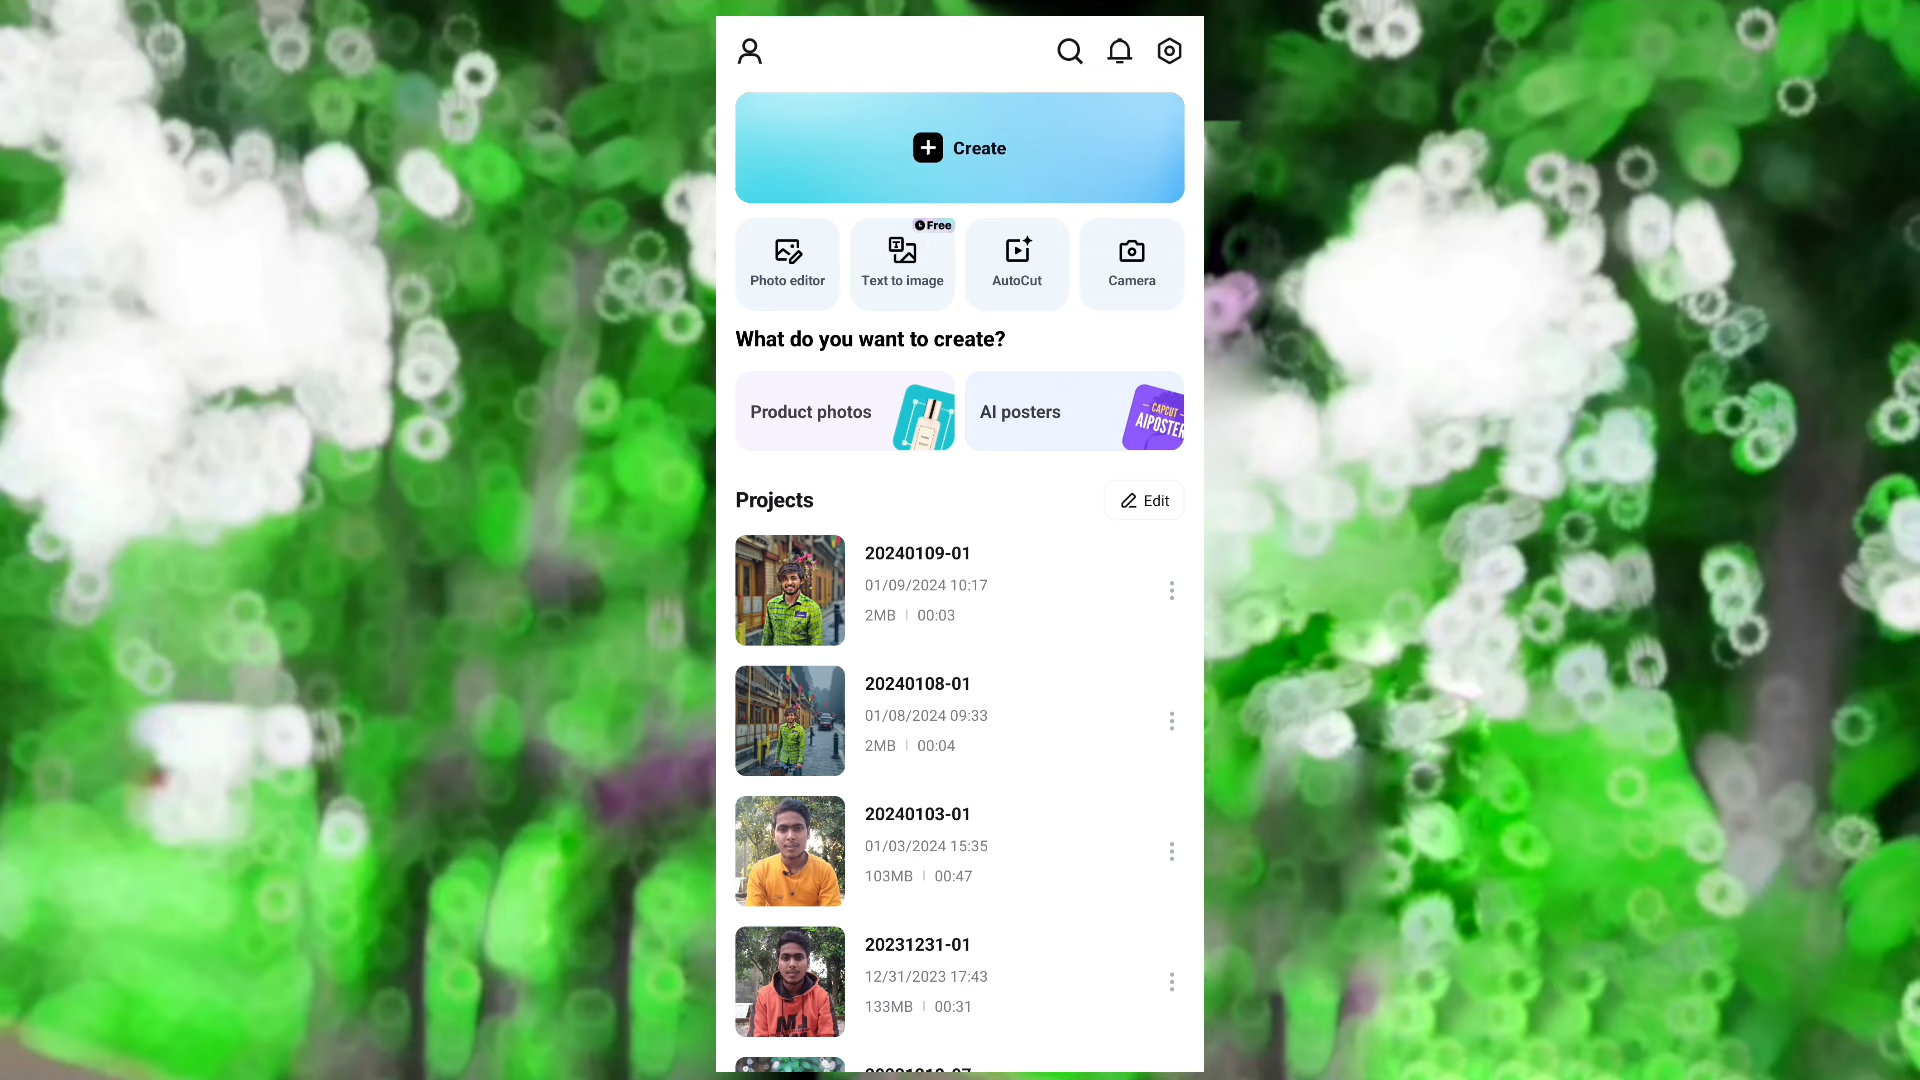 Create
Free
Photo editor
Text to image
AutoCut
Camera
What do you want to create?
Product photos
AI posters
CAPCUT
AIPOSTER
Projects
Edit
20240109-01
01/09/2024 10:17
2MB | 00:03
20240108-01
01/08/2024 09:33
2MB | 00:04
20240103-01
01/03/2024 15:35
103MB | 00:47
20231231-01
12/31/2023 17:43
133MB | 00:31